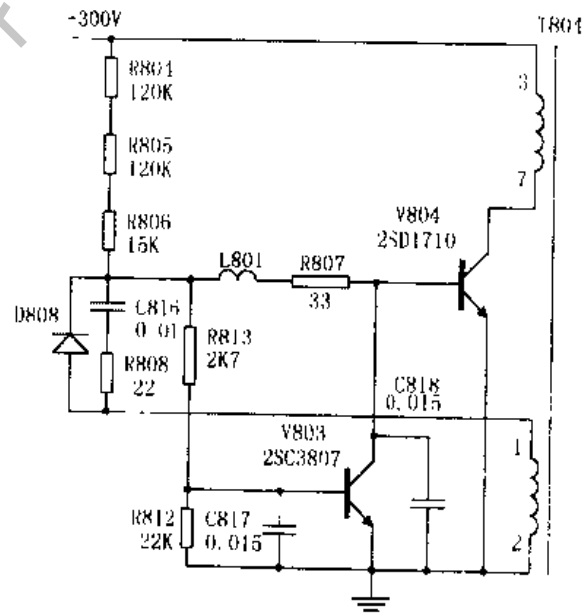 -300V
T804
R804
120K
3
R805
120K
7
V804
2SD1710
R806
15K
L801
R807
33
D808
C816
0.01
R813
2K7
R808
22
C818
0.015
V803
2SC3807
1
R812
22K
C817
0.015
2